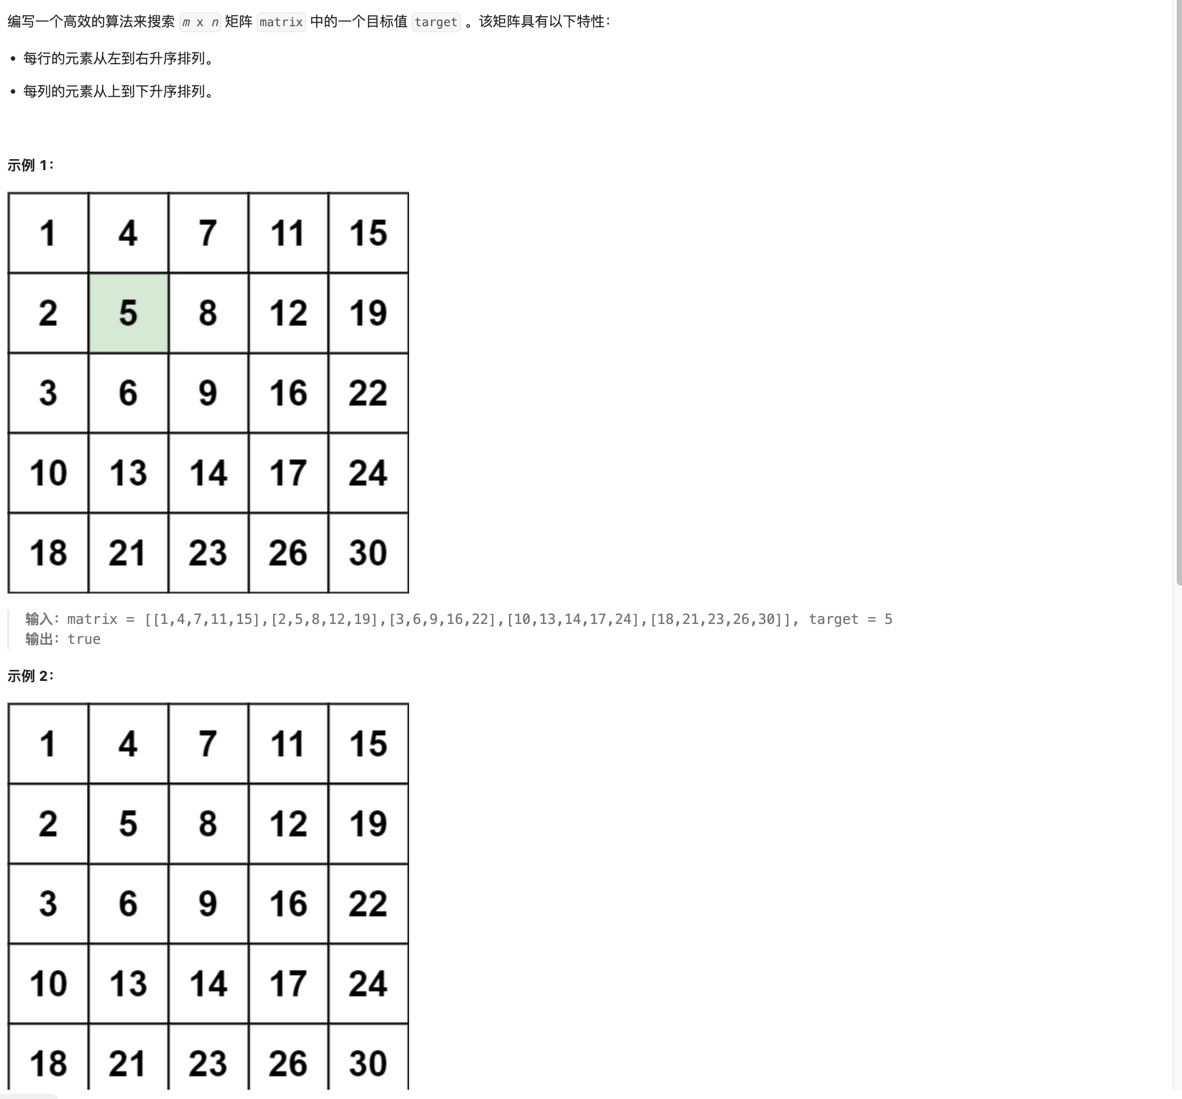 编写一个高效的算法来搜索 m x n 矩阵 matrix 中的一个目标值 target 。该矩阵具有以下特性：
• 每行的元素从左到右升序排列。
• 每列的元素从上到下升序排列。
示例 1：
1 4 7 11 15
2 5 8 12 19
3 6 9 16 22
10 13 14 17 24
18 21 23 26 30
输入：matrix = [[1,4,7,11,15],[2,5,8,12,19],[3,6,9,16,22],[10,13,14,17,24],[18,21,23,26,30]], target = 5
输出：true
示例 2：
1 4 7 11 15
2 5 8 12 19
3 6 9 16 22
10 13 14 17 24
18 21 23 26 30